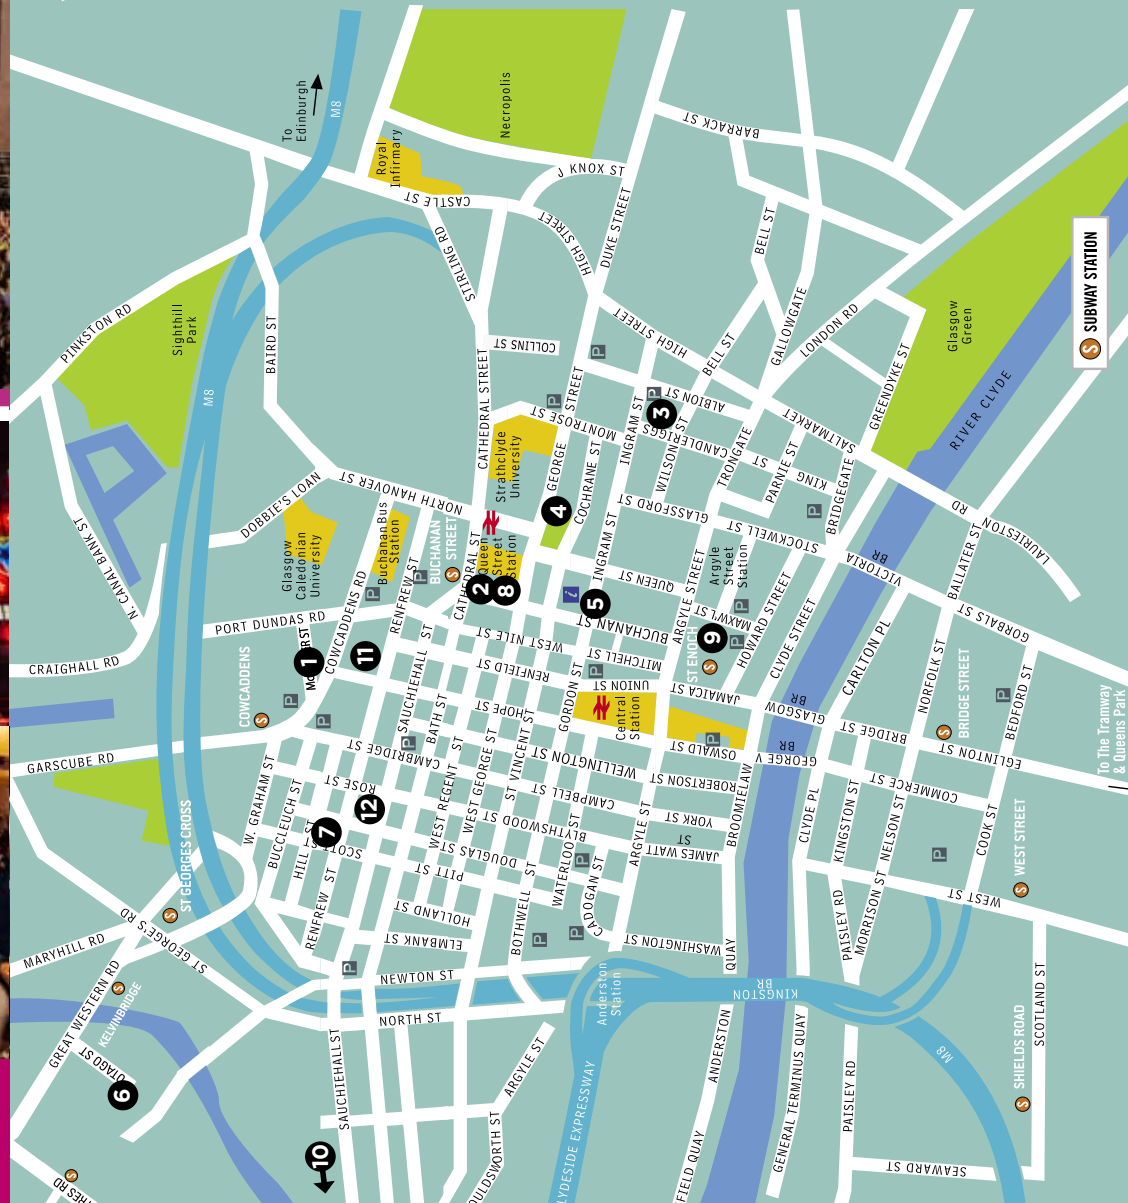 To
Edinburgh
M8
Necropolis
Royal
Infirmary
J KNOX ST
BARRACK ST
CASTLE ST
HIGH STREET
DUKE STREET
STIRLING RD
PINKSTON RD
Sighthill
Park
BAIRD ST
M8
COLLINS ST
CATHEDRAL STREET
HIGH STREET
BELL ST
BELL ST
GALLOWGATE
LONDON RD
Glasgow
Green
GREENDYKE ST
RIVER CLYDE
S SUBWAY STATION
P
P
P
ALBION ST
3
MONTROSE ST
GEORGE STREET
INGRAM ST
CANDLERIGGS
WILSON ST
TRONGATE
SALTMARKET
KING ST
PARNIE ST
BRIDGEGATE
P
Strathclyde
University
COCHRANE ST
4
GLASSFORD ST
STOCKWELL ST
DOBBIE'S LOAN
NORTH HANOVER ST
Glasgow
Caledonian
University
Buchanan Bus
Station
BUCHANAN
STREET
S
Queen
Street
Station
CATHEDRAL ST
2
8
i
5
INGRAM ST
QUEEN ST
ARGYLE STREET
Argyle
Street
Station
MAXWL ST
P
P
9
ST ENOCH
S
HOWARD STREET
CLYDE STREET
VICTORIA BR
LAURIESTON RD
BALLATER ST
GORBALS ST
N. CANAL BANK ST
CRAIGHALL RD
PORT DUNDAS RD
COWCADDENS RD
RENFREW ST
P
P
1
11
COWCADDENS
S
P
P
SAUCHIEHALL ST
BATH ST
WEST NILE ST
BUCHANAN ST
RENFIELD ST
MITCHELL ST
UNION ST
P
GORDON ST
HOPE ST
Central
Station
JAMAICA ST
OSWALD ST
P
GLASGOW BR
CARLTON PL
NORFOLK ST
BRIDGE STREET
S
BRIDGE ST
BEDFORD ST
P
EGLINTON ST
To The Tramway
& Queens Park
GARSCUBE RD
ST GEORGES CROSS
S
W. GRAHAM ST
BUCCLEUCH ST
HILL ST
RENFREW ST
CAMBRIDGE ST
ROSE ST
12
7
SCOTT ST
P
WEST REGENT ST
WEST GEORGE ST
ST VINCENT ST
WELLINGTON ST
CAMPBELL ST
BLYTHSWOOD ST
DOUGLAS ST
PITT ST
HOLLAND ST
ELMBANK ST
ROBERTSON ST
YORK ST
JAMES WATT ST
BROOMIELAW
GEORGE V BR
CLYDE PL
KINGSTON ST
NELSON ST
COMMERCE ST
COOK ST
WEST STREET
S
P
WEST ST
ARGYLE ST
WATERLOO ST
BOTHWELL ST
CADOGAN ST
P
P
P
WASHINGTON ST
QUAY
PAISLEY RD
MORRISON ST
MARYHILL RD
ST GEORGE'S RD
GREAT WESTERN RD
S
KELVINBRIDGE
OTAGO ST
6
P
NEWTON ST
NORTH ST
Anderston
Station
KINGSTON BR
SCOTLAND ST
M8
SHIELDS ROAD
S
SAUCHIEHALL ST
10
ARGYLE ST
CLYDESIDE EXPRESSWAY
ANDERSTON
GENERAL TERMINUS QUAY
PAISLEY RD
SEAWARD ST
S